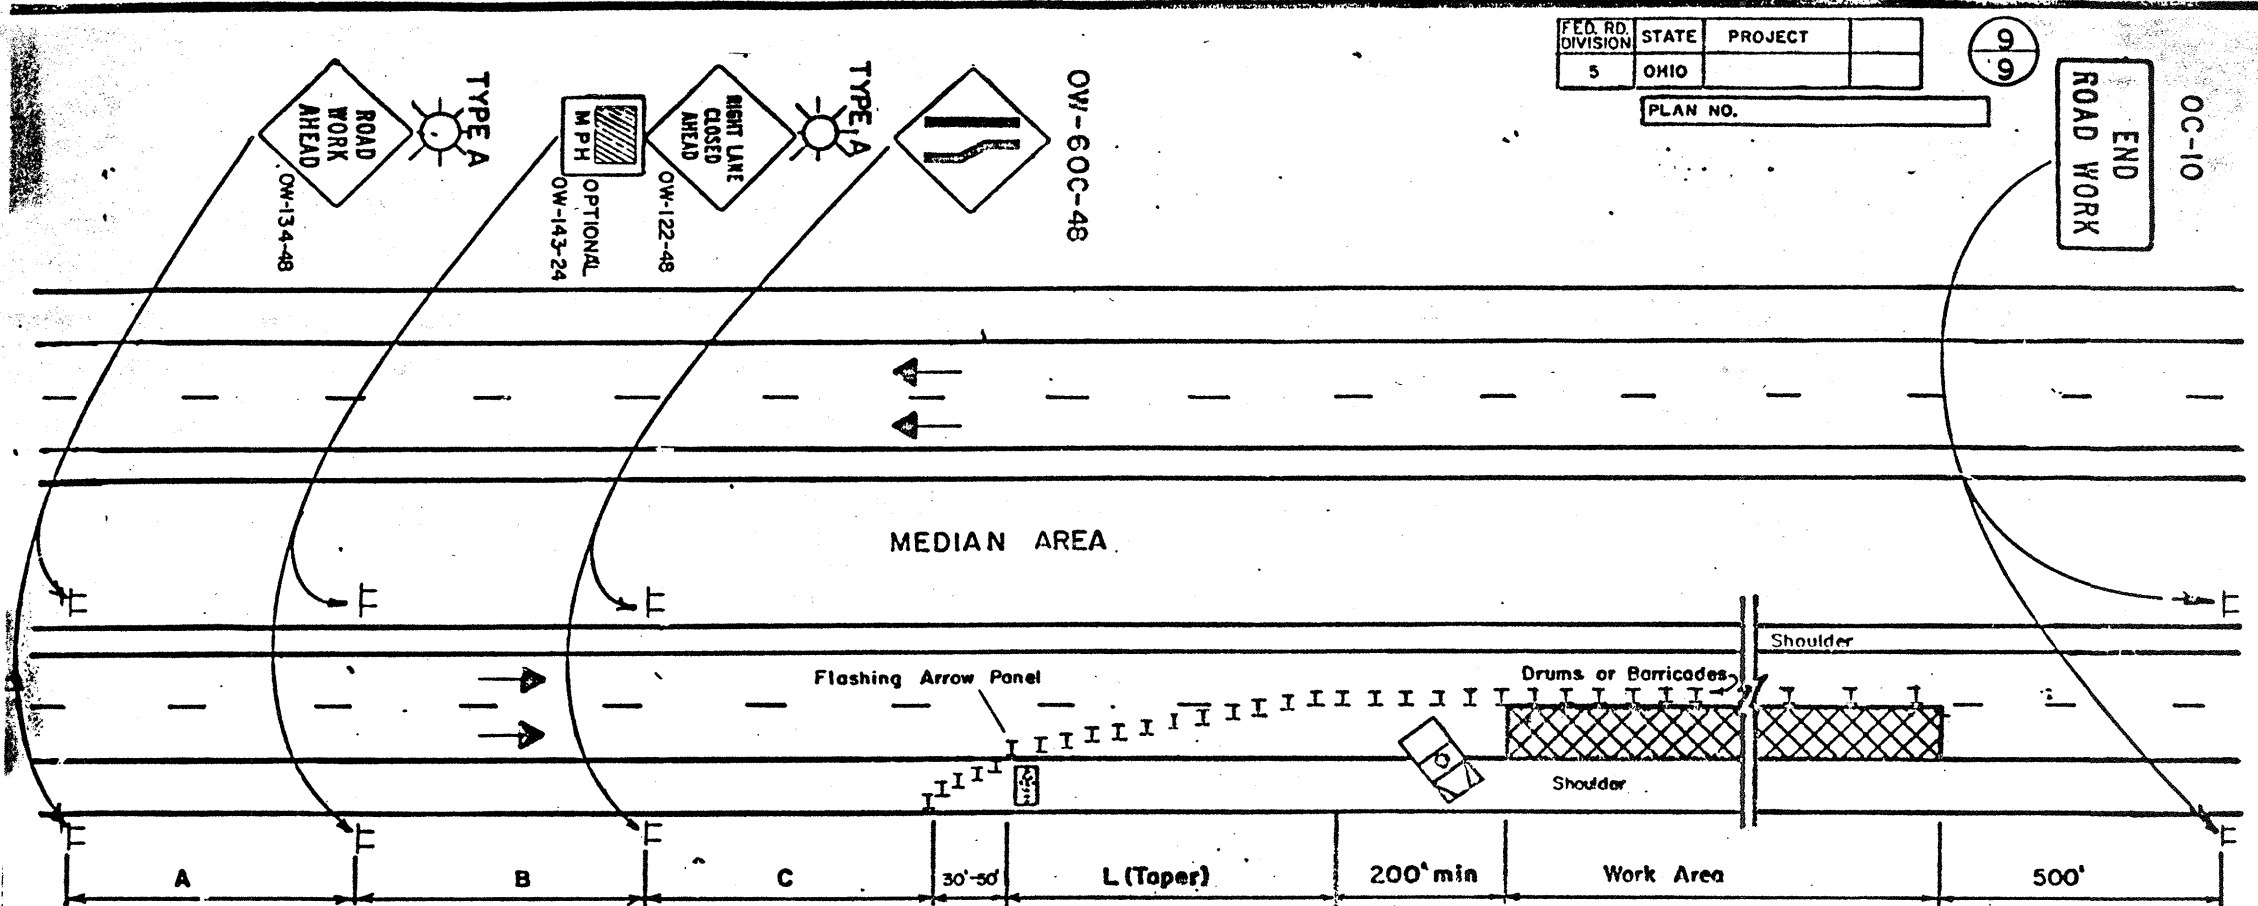 FED. RD. DIVISION
STATE
PROJECT
5
OHIO
PLAN NO.
9
9
ROAD
WORK
AHEAD
OW-134-48
TYPE A
MPH
OPTIONAL
OW-143-24
RIGHT LANE
CLOSED
AHEAD
OW-122-48
TYPE A
OW-60C-48
END
ROAD WORK
OC-10
MEDIAN AREA
Shoulder
Flashing Arrow Panel
Drums or Barricades
Shoulder
A
B
C
30'-50'
L (Taper)
200' min
Work Area
500'